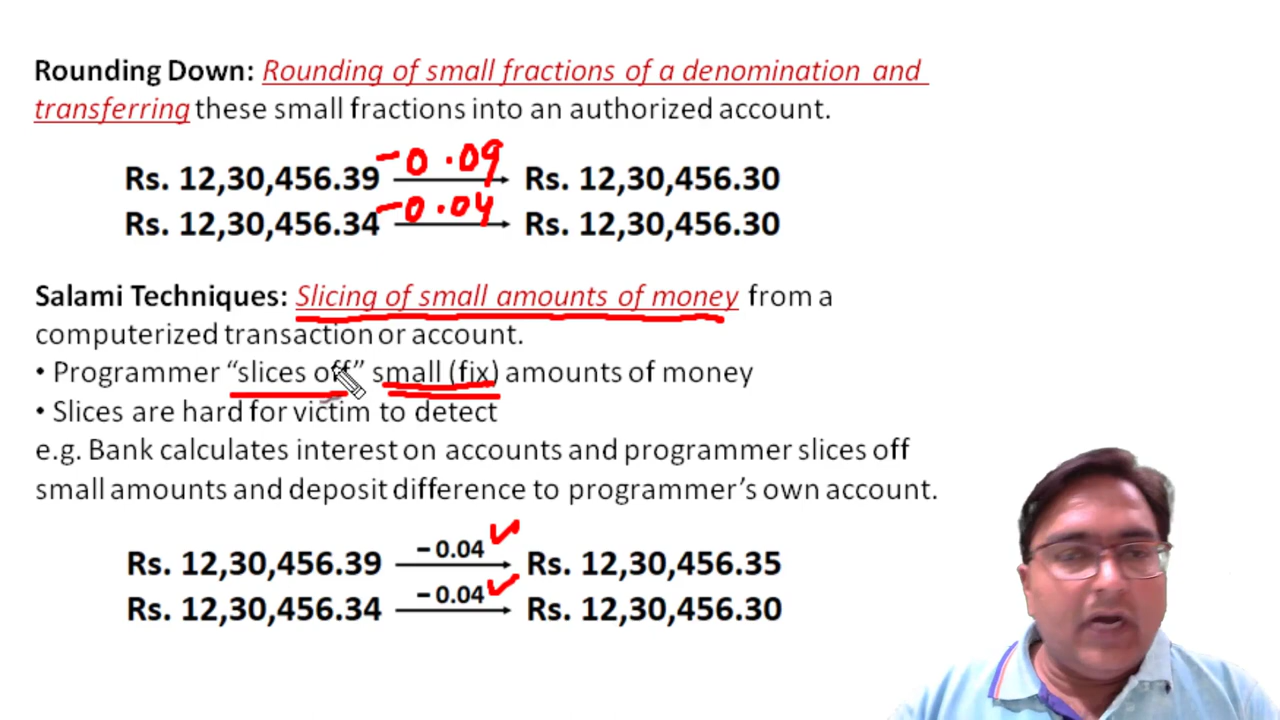 Rounding Down: Rounding of small fractions of a denomination and
transferring these small fractions into an authorized account.
Rs. 12,30,456.39 -0.09 Rs. 12,30,456.30
Rs. 12,30,456.34 -0.04 Rs. 12,30,456.30
Salami Techniques: Slicing of small amounts of money from a
computerized transaction or account.
• Programmer “slices off” small (fix) amounts of money
• Slices are hard for victim to detect
e.g. Bank calculates interest on accounts and programmer slices off
small amounts and deposit difference to programmer’s own account.
Rs. 12,30,456.39 – 0.04 Rs. 12,30,456.35
Rs. 12,30,456.34 – 0.04 Rs. 12,30,456.30